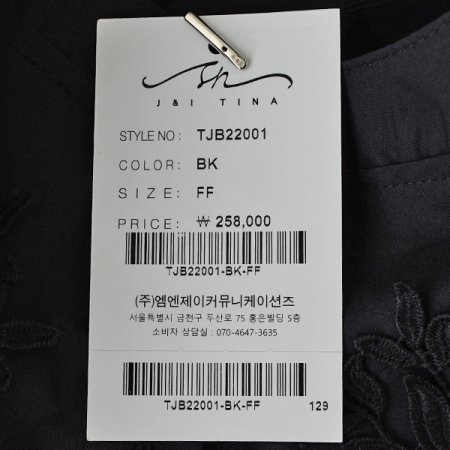 J & I TINA
STYLE NO : TJB22001
COLOR: BK
SIZE: FF
PRICE: ₩ 258,000
TJB22001-BK-FF
(주)엠엔제이커뮤니케이션즈
서울특별시 금천구 두산로 75 홍은빌딩 5층
소비자 상담실 : 070-4647-3635
TJB22001-BK-FF 129